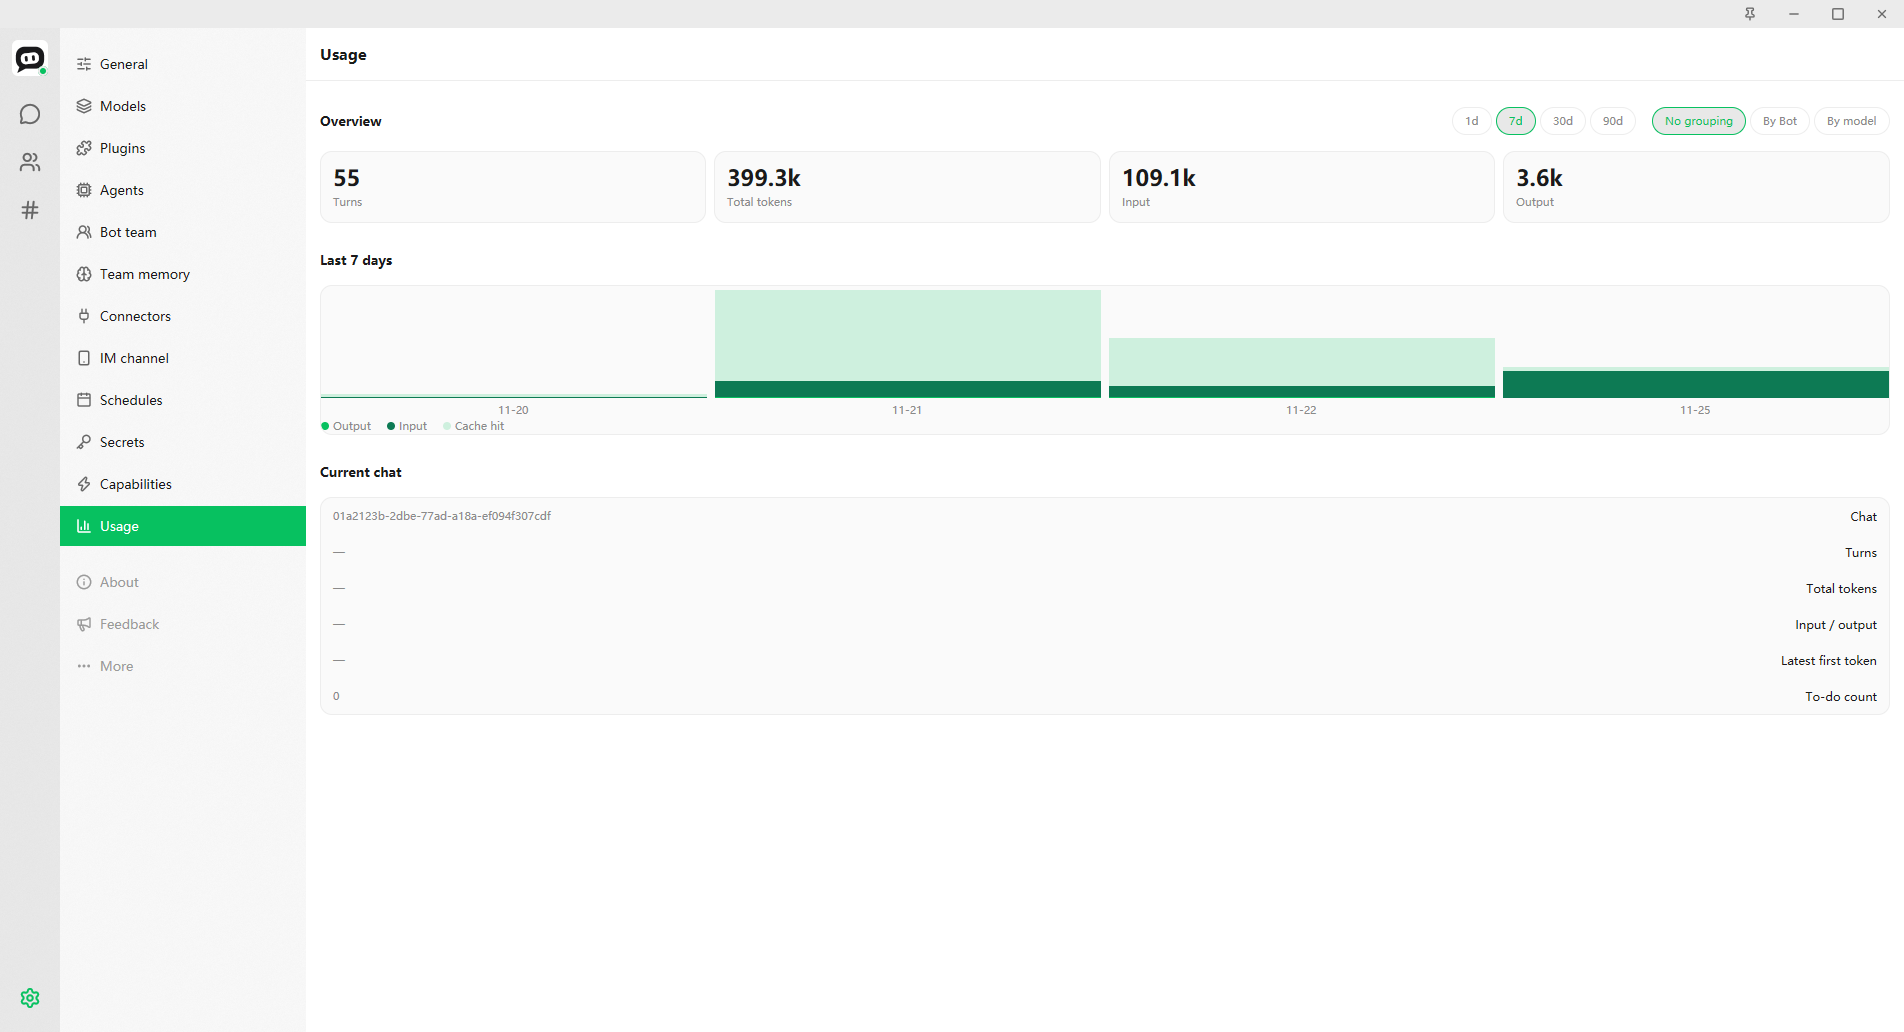 Usage
General
Models
Plugins
Agents
Bot team
Team memory
Connectors
IM channel
Schedules
Secrets
Capabilities
Usage
About
Feedback
More
Overview
1d 7d 30d 90d No grouping By Bot By model
55
Turns
399.3k
Total tokens
109.1k
Input
3.6k
Output
Last 7 days
11-20 11-21 11-22 11-25
Output Input Cache hit
Current chat
01a2123b-2dbe-77ad-a18a-ef094f307cdf Chat
— Turns
— Total tokens
— Input / output
— Latest first token
0 To-do count